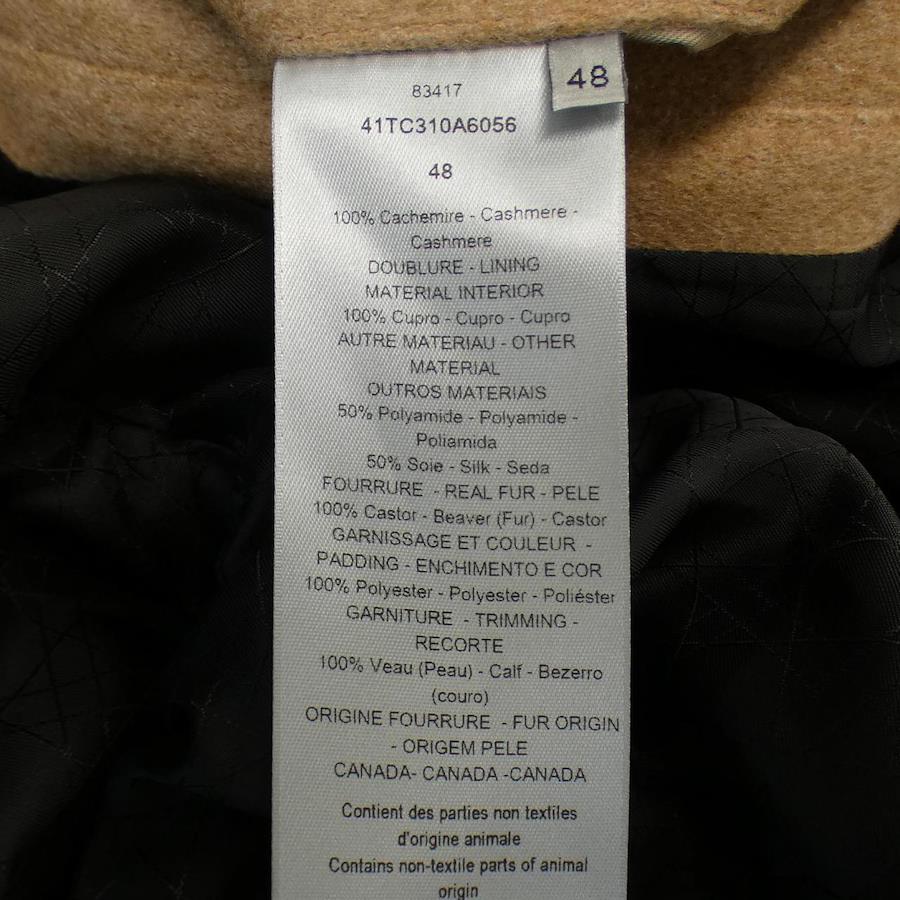 48
83417
41TC310A6056
48
100% Cachemire - Cashmere -
Cashmere
DOUBLURE - LINING
MATERIAL INTERIOR
100% Cupro - Cupro - Cupro
AUTRE MATERIAU - OTHER
MATERIAL
OUTROS MATERIAIS
50% Polyamide - Polyamide -
Poliamida
50% Soie - Silk - Seda
FOURRURE - REAL FUR - PELE
100% Castor - Beaver (Fur) - Castor
GARNISSAGE ET COULEUR -
PADDING - ENCHIMENTO E COR
100% Polyester - Polyester - Poliéster
GARNITURE - TRIMMING -
RECORTE
100% Veau (Peau) - Calf - Bezerro
(couro)
ORIGINE FOURRURE - FUR ORIGIN
- ORIGEM PELE
CANADA- CANADA -CANADA
Contient des parties non textiles
d'origine animale
Contains non-textile parts of animal
origin